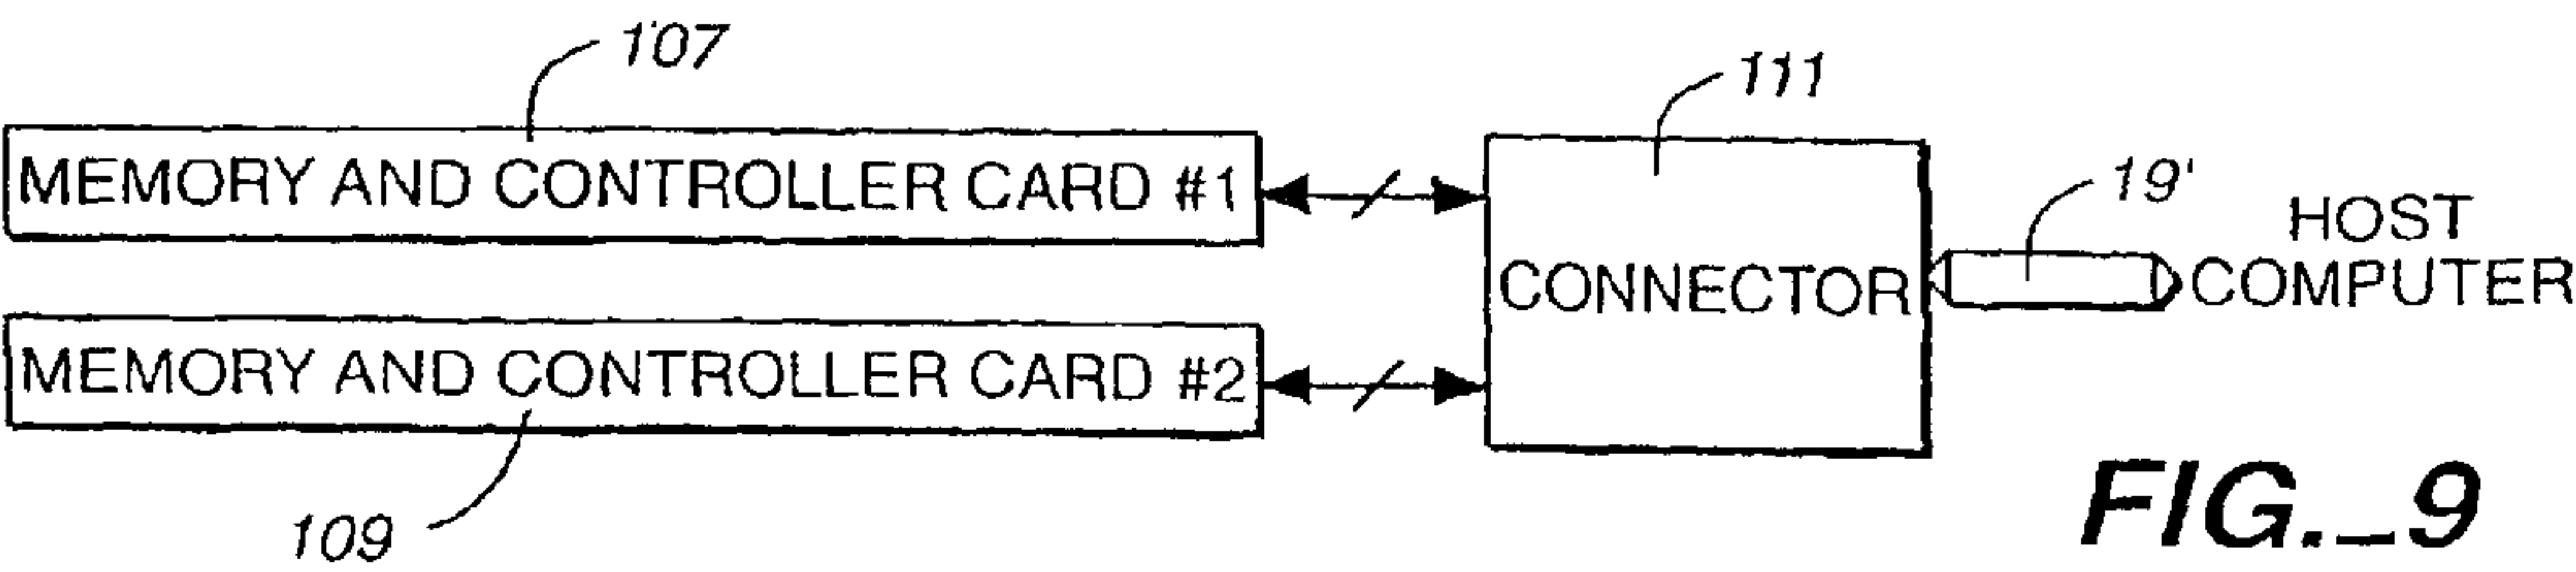 107
111
MEMORY AND CONTROLLER CARD #1
19'
HOST
COMPUTER
CONNECTOR
MEMORY AND CONTROLLER CARD #2
109
FIG._9